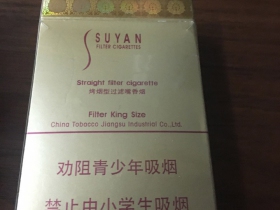 SUYAN
FILTER CIGARETTES
Straight filter cigarette
烤烟型过滤嘴香烟
Filter King Size
China Tobacco Jiangsu Industrial Co., Ltd.
劝阻青少年吸烟
禁止中小学生吸烟